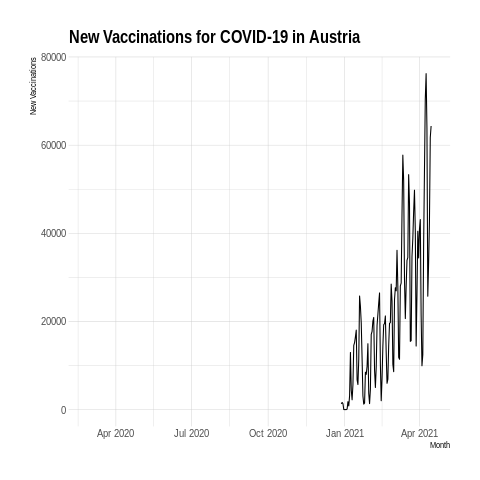 New Vaccinations for COVID-19 in Austria
New Vaccinations
80000
60000
40000
20000
0
Apr 2020 Jul 2020 Oct 2020 Jan 2021 Apr 2021
Month